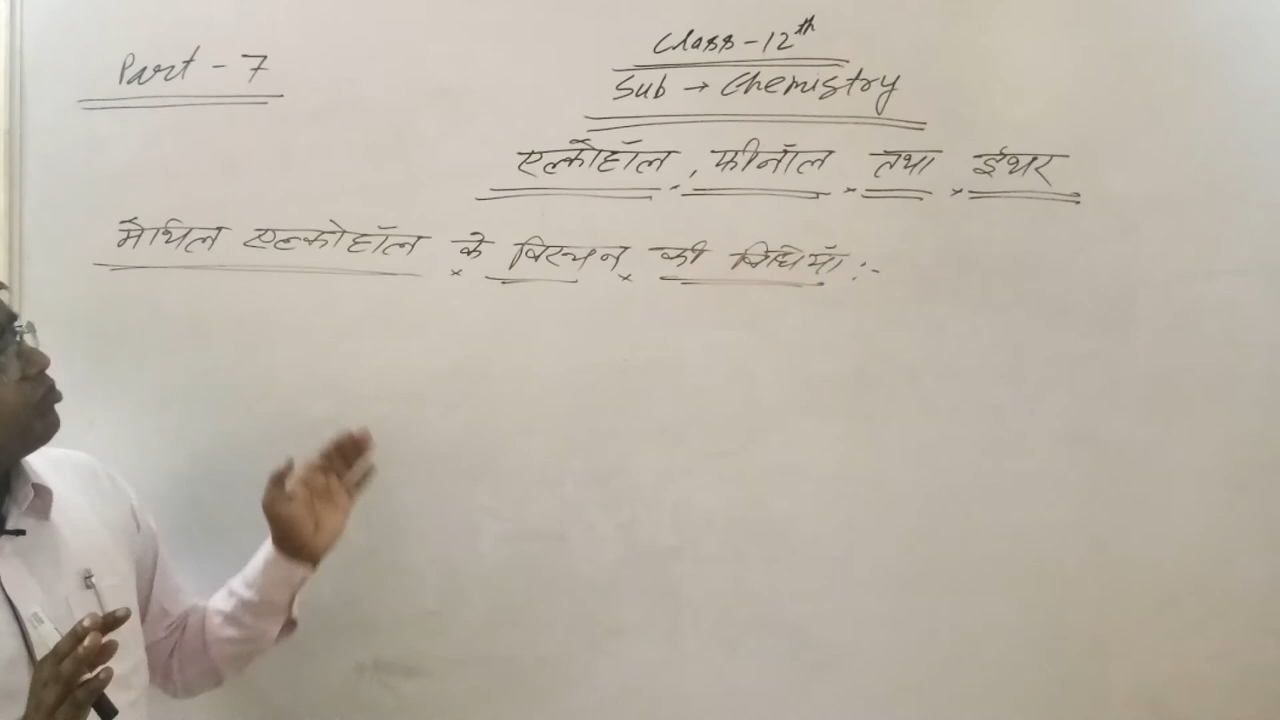 Part - 7
Class - 12th
Sub → Chemistry
एल्कोहॉल, फीनॉल तथा ईथर
मेथिल एल्कोहॉल के विरचन की विधियाँ :-